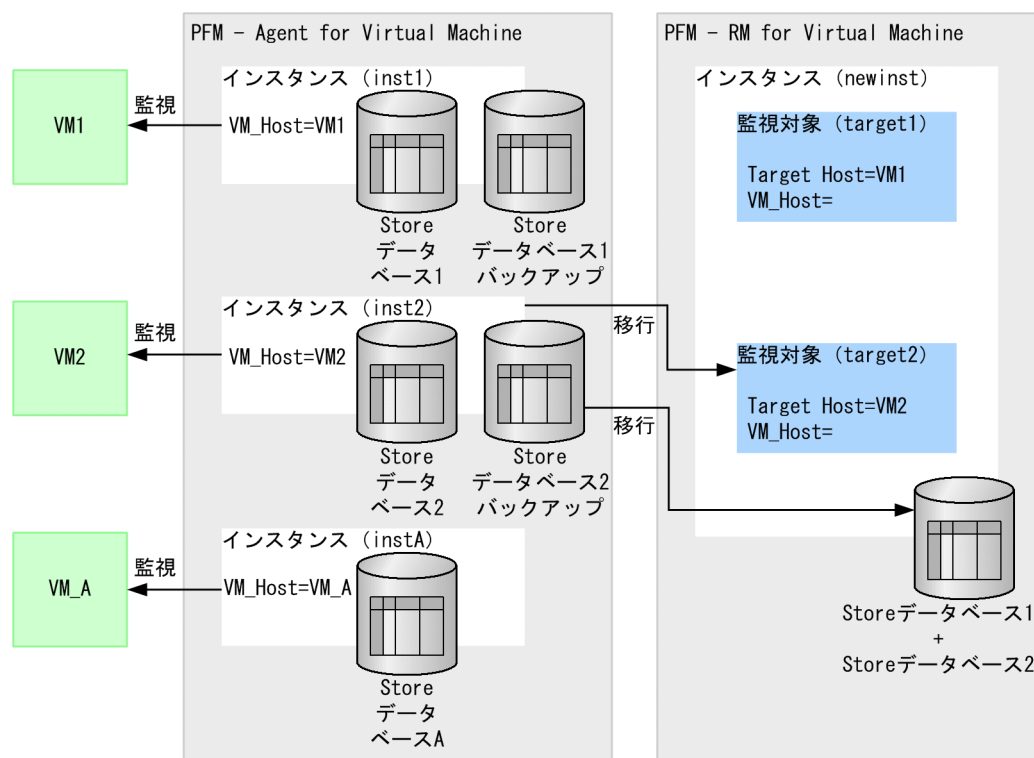 PFM - Agent for Virtual Machine
インスタンス (inst1)
VM1
監視
VM_Host=VM1
Store
データ
ベース1
Store
データベース1
バックアップ
インスタンス (inst2)
VM2
監視
VM_Host=VM2
Store
データ
ベース2
Store
データベース2
バックアップ
移行
移行
インスタンス (instA)
VM_A
監視
VM_Host=VM_A
Store
データ
ベースA
PFM - RM for Virtual Machine
インスタンス (newinst)
監視対象 (target1)
Target Host=VM1
VM_Host=
監視対象 (target2)
Target Host=VM2
VM_Host=
Storeデータベース1
+
Storeデータベース2